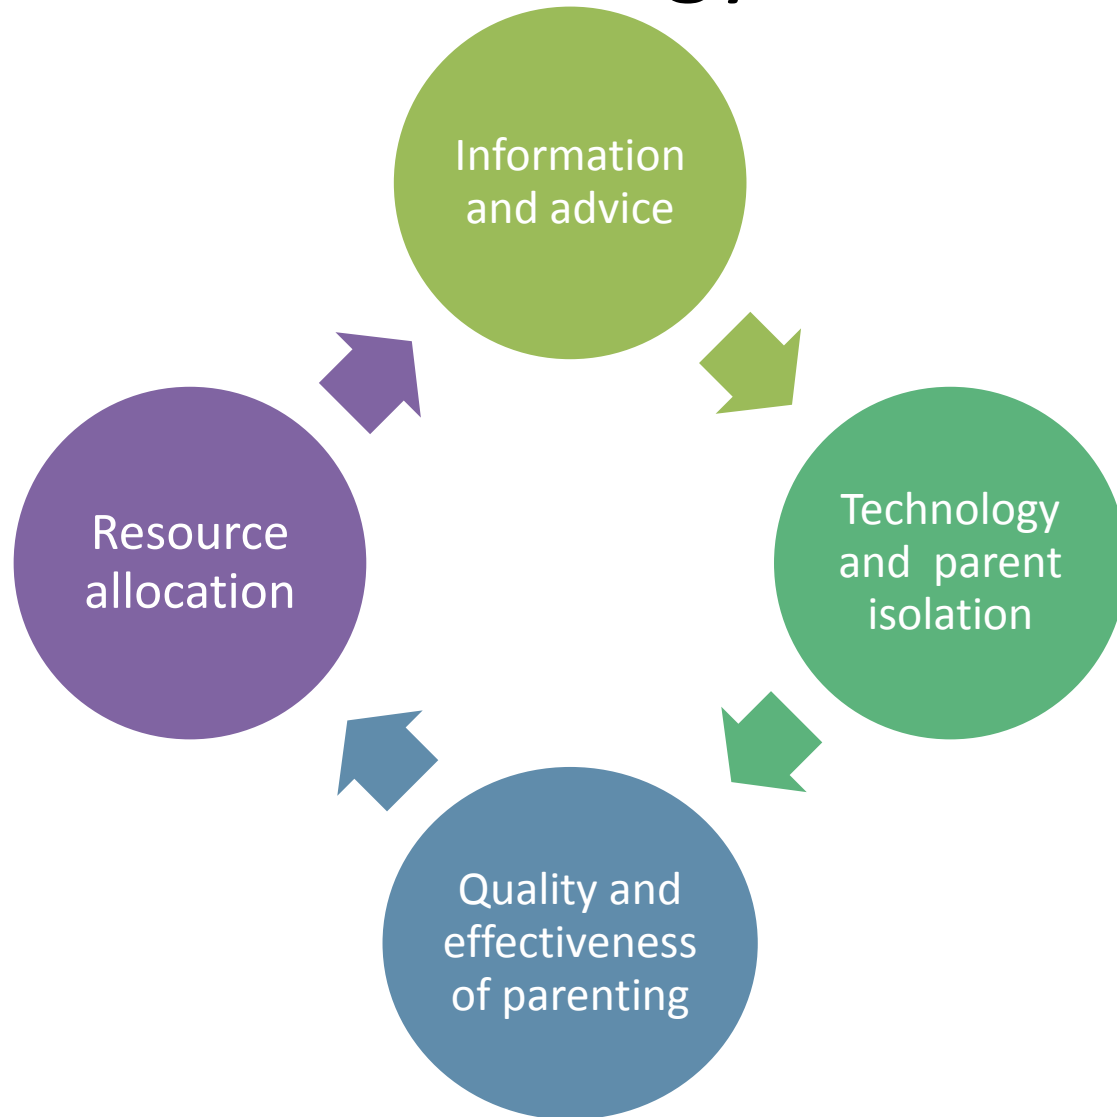 Information
and advice
Technology
and  parent
isolation
Quality and
effectiveness
of parenting
Resource
allocation